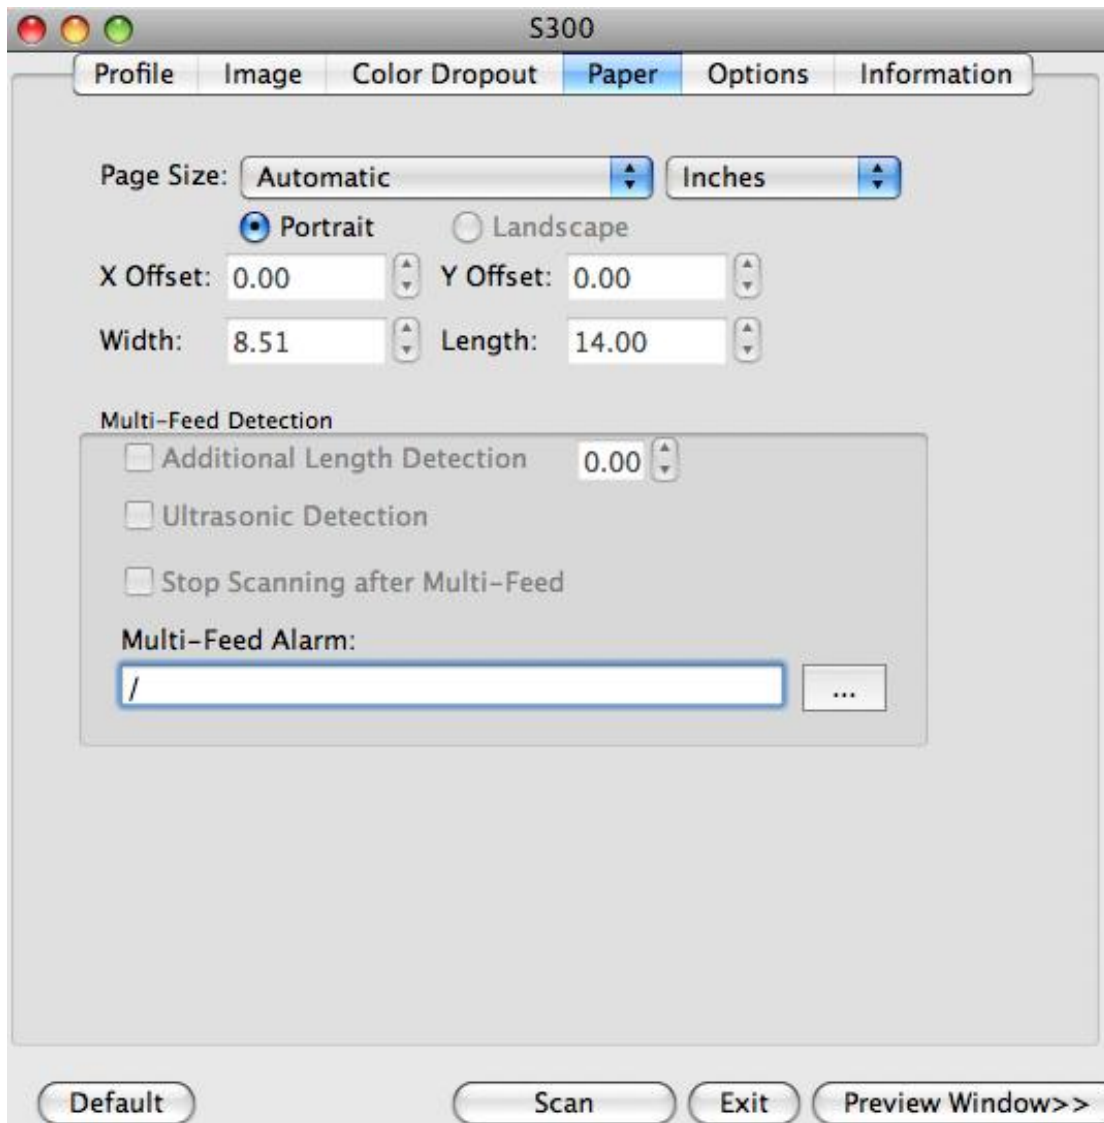 S300
Profile Image Color Dropout Paper Options Information
Page Size: Automatic Inches
Portrait Landscape
X Offset: 0.00 Y Offset: 0.00
Width: 8.51 Length: 14.00
Multi-Feed Detection
Additional Length Detection 0.00
Ultrasonic Detection
Stop Scanning after Multi-Feed
Multi-Feed Alarm:
/ ...
Default Scan Exit Preview Window>>